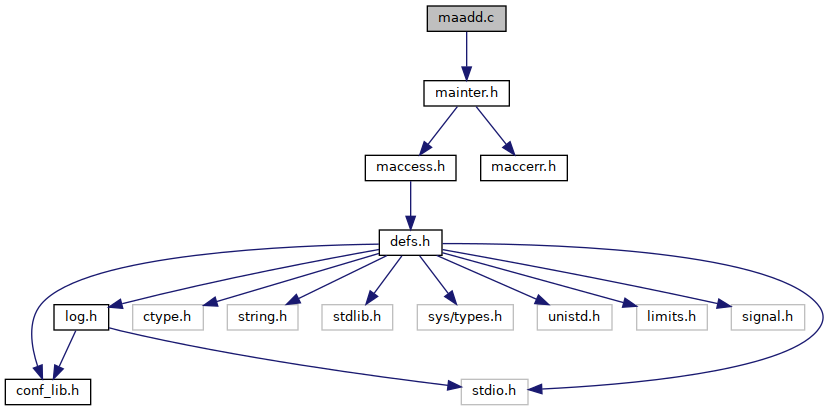 maadd.c
mainter.h
maccess.h
maccerr.h
defs.h
log.h
ctype.h
string.h
stdlib.h
sys/types.h
unistd.h
limits.h
signal.h
conf_lib.h
stdio.h